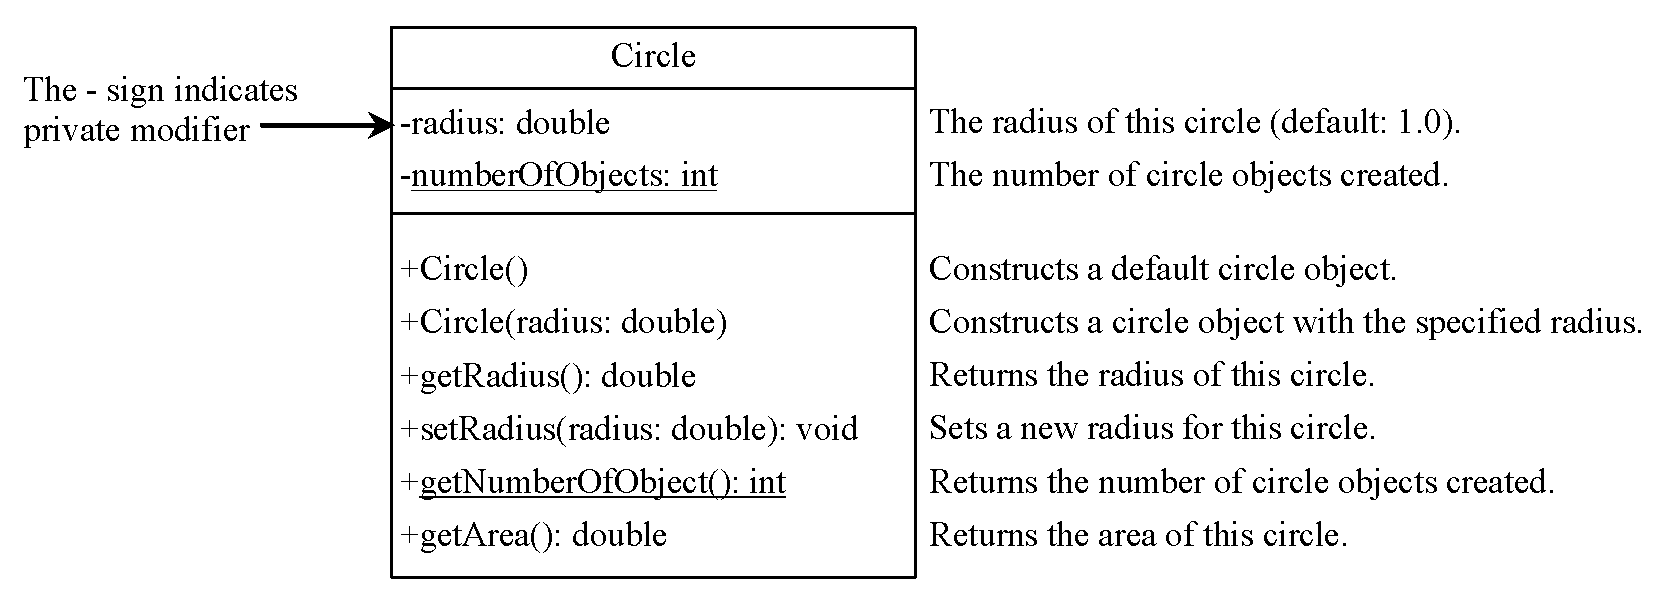 Circle
The - sign indicates
private modifier
-radius: double
The radius of this circle (default: 1.0).
-numberOfObjects: int
The number of circle objects created.
+Circle()
Constructs a default circle object.
+Circle(radius: double)
Constructs a circle object with the specified radius.
+getRadius(): double
Returns the radius of this circle.
+setRadius(radius: double): void
Sets a new radius for this circle.
+getNumberOfObject(): int
Returns the number of circle objects created.
+getArea(): double
Returns the area of this circle.